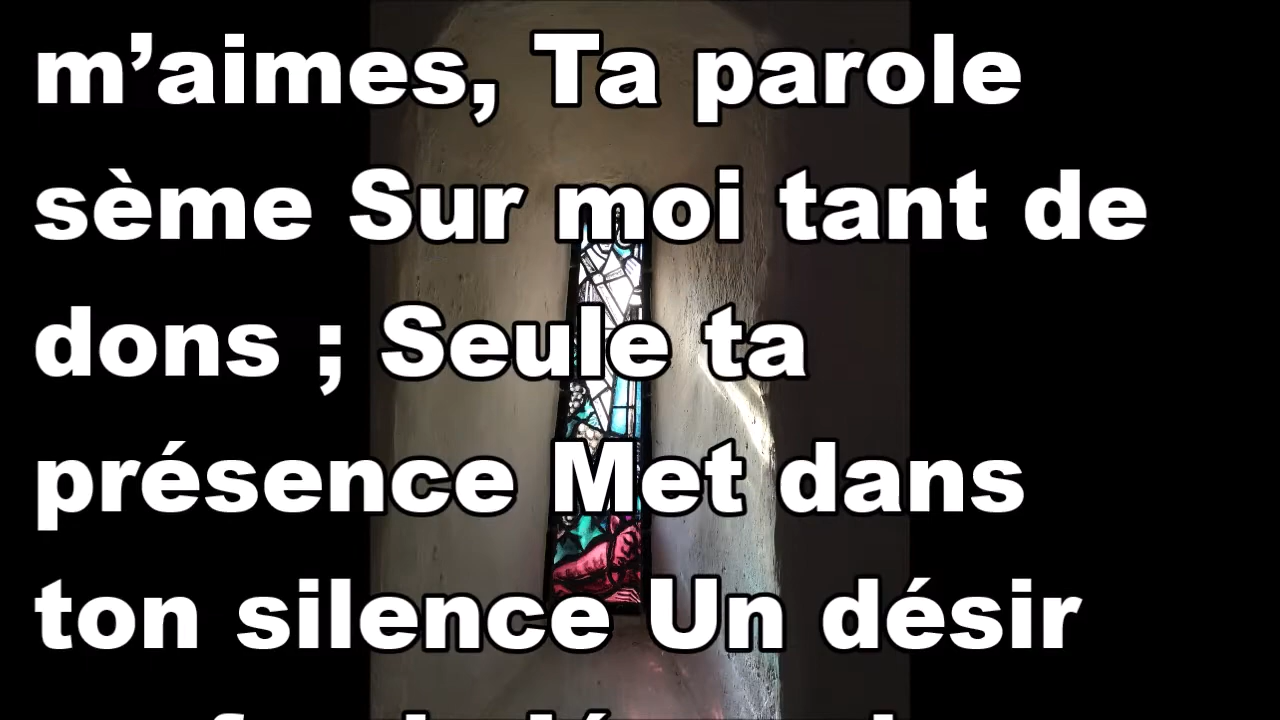 m’aimes, Ta parole
sème Sur moi tant de
dons ; Seule ta
présence Met dans
ton silence Un désir